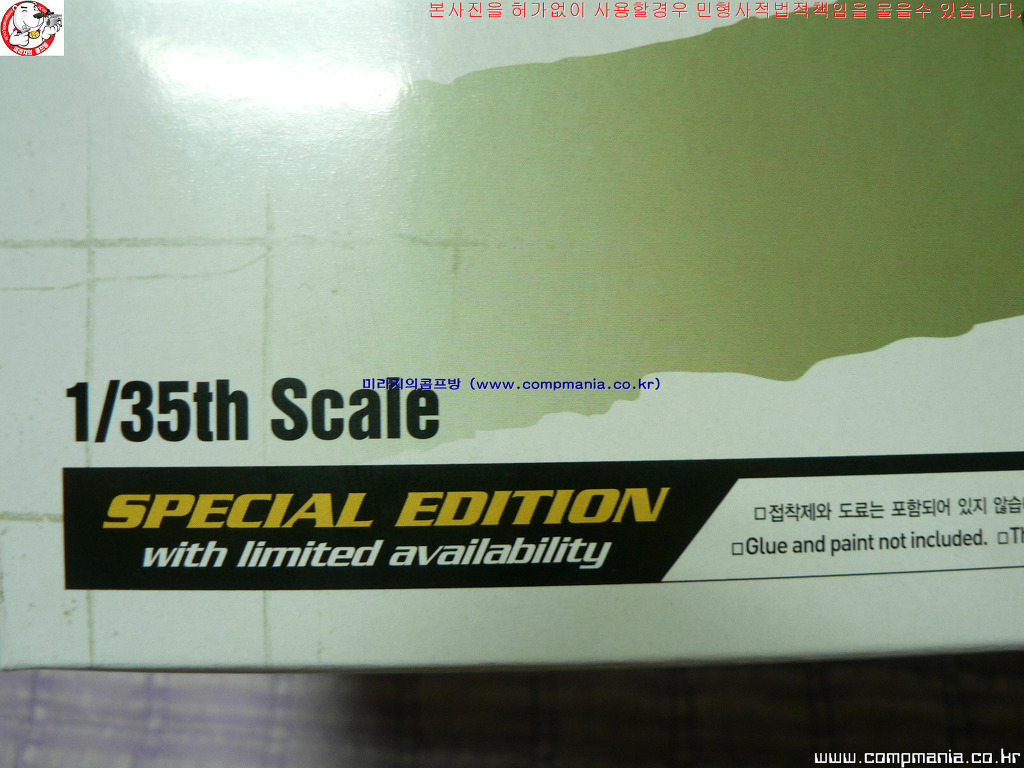 본사진을 허가없이 사용할경우 민형사적법적책임을 물을수 있습니다.
미라지의콤프방 (www.compmania.co.kr)
1/35th Scale
SPECIAL EDITION
with limited availability
□접착제와 도료는 포함되어 있지 않습
□Glue and paint not included. □Th
www.compmania.co.kr